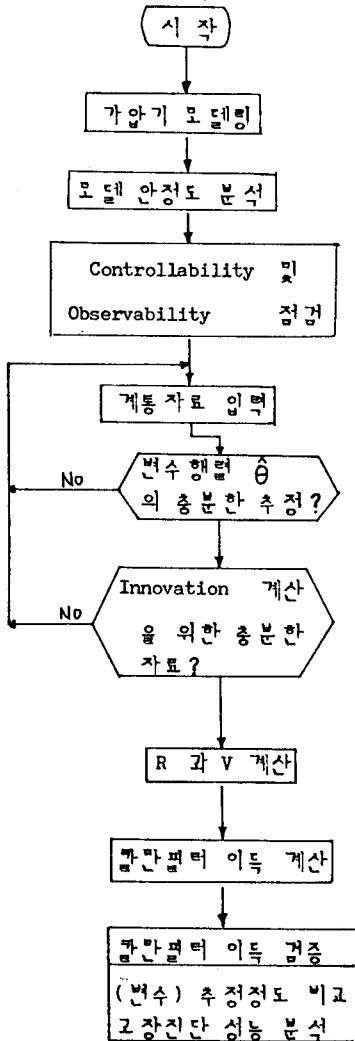 시 작
가압기 모델링
모델 안정도 분석
Controllability 및
Observability 점검
계통자료 입력
변수행렬 θ̂
No
의 충분한 추정?
Innovation 계산
No
을 위한 충분한
자료?
R 과 V 계산
칼만필터 이득 계산
칼만필터 이득 검증
(변수) 추정정도 비교
고장진단 성능 분석